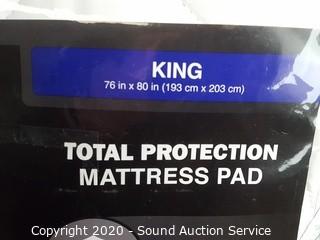 KING
76 in x 80 in (193 cm x 203 cm)
TOTAL PROTECTION
MATTRESS PAD
Copyright 2020 - Sound Auction Service